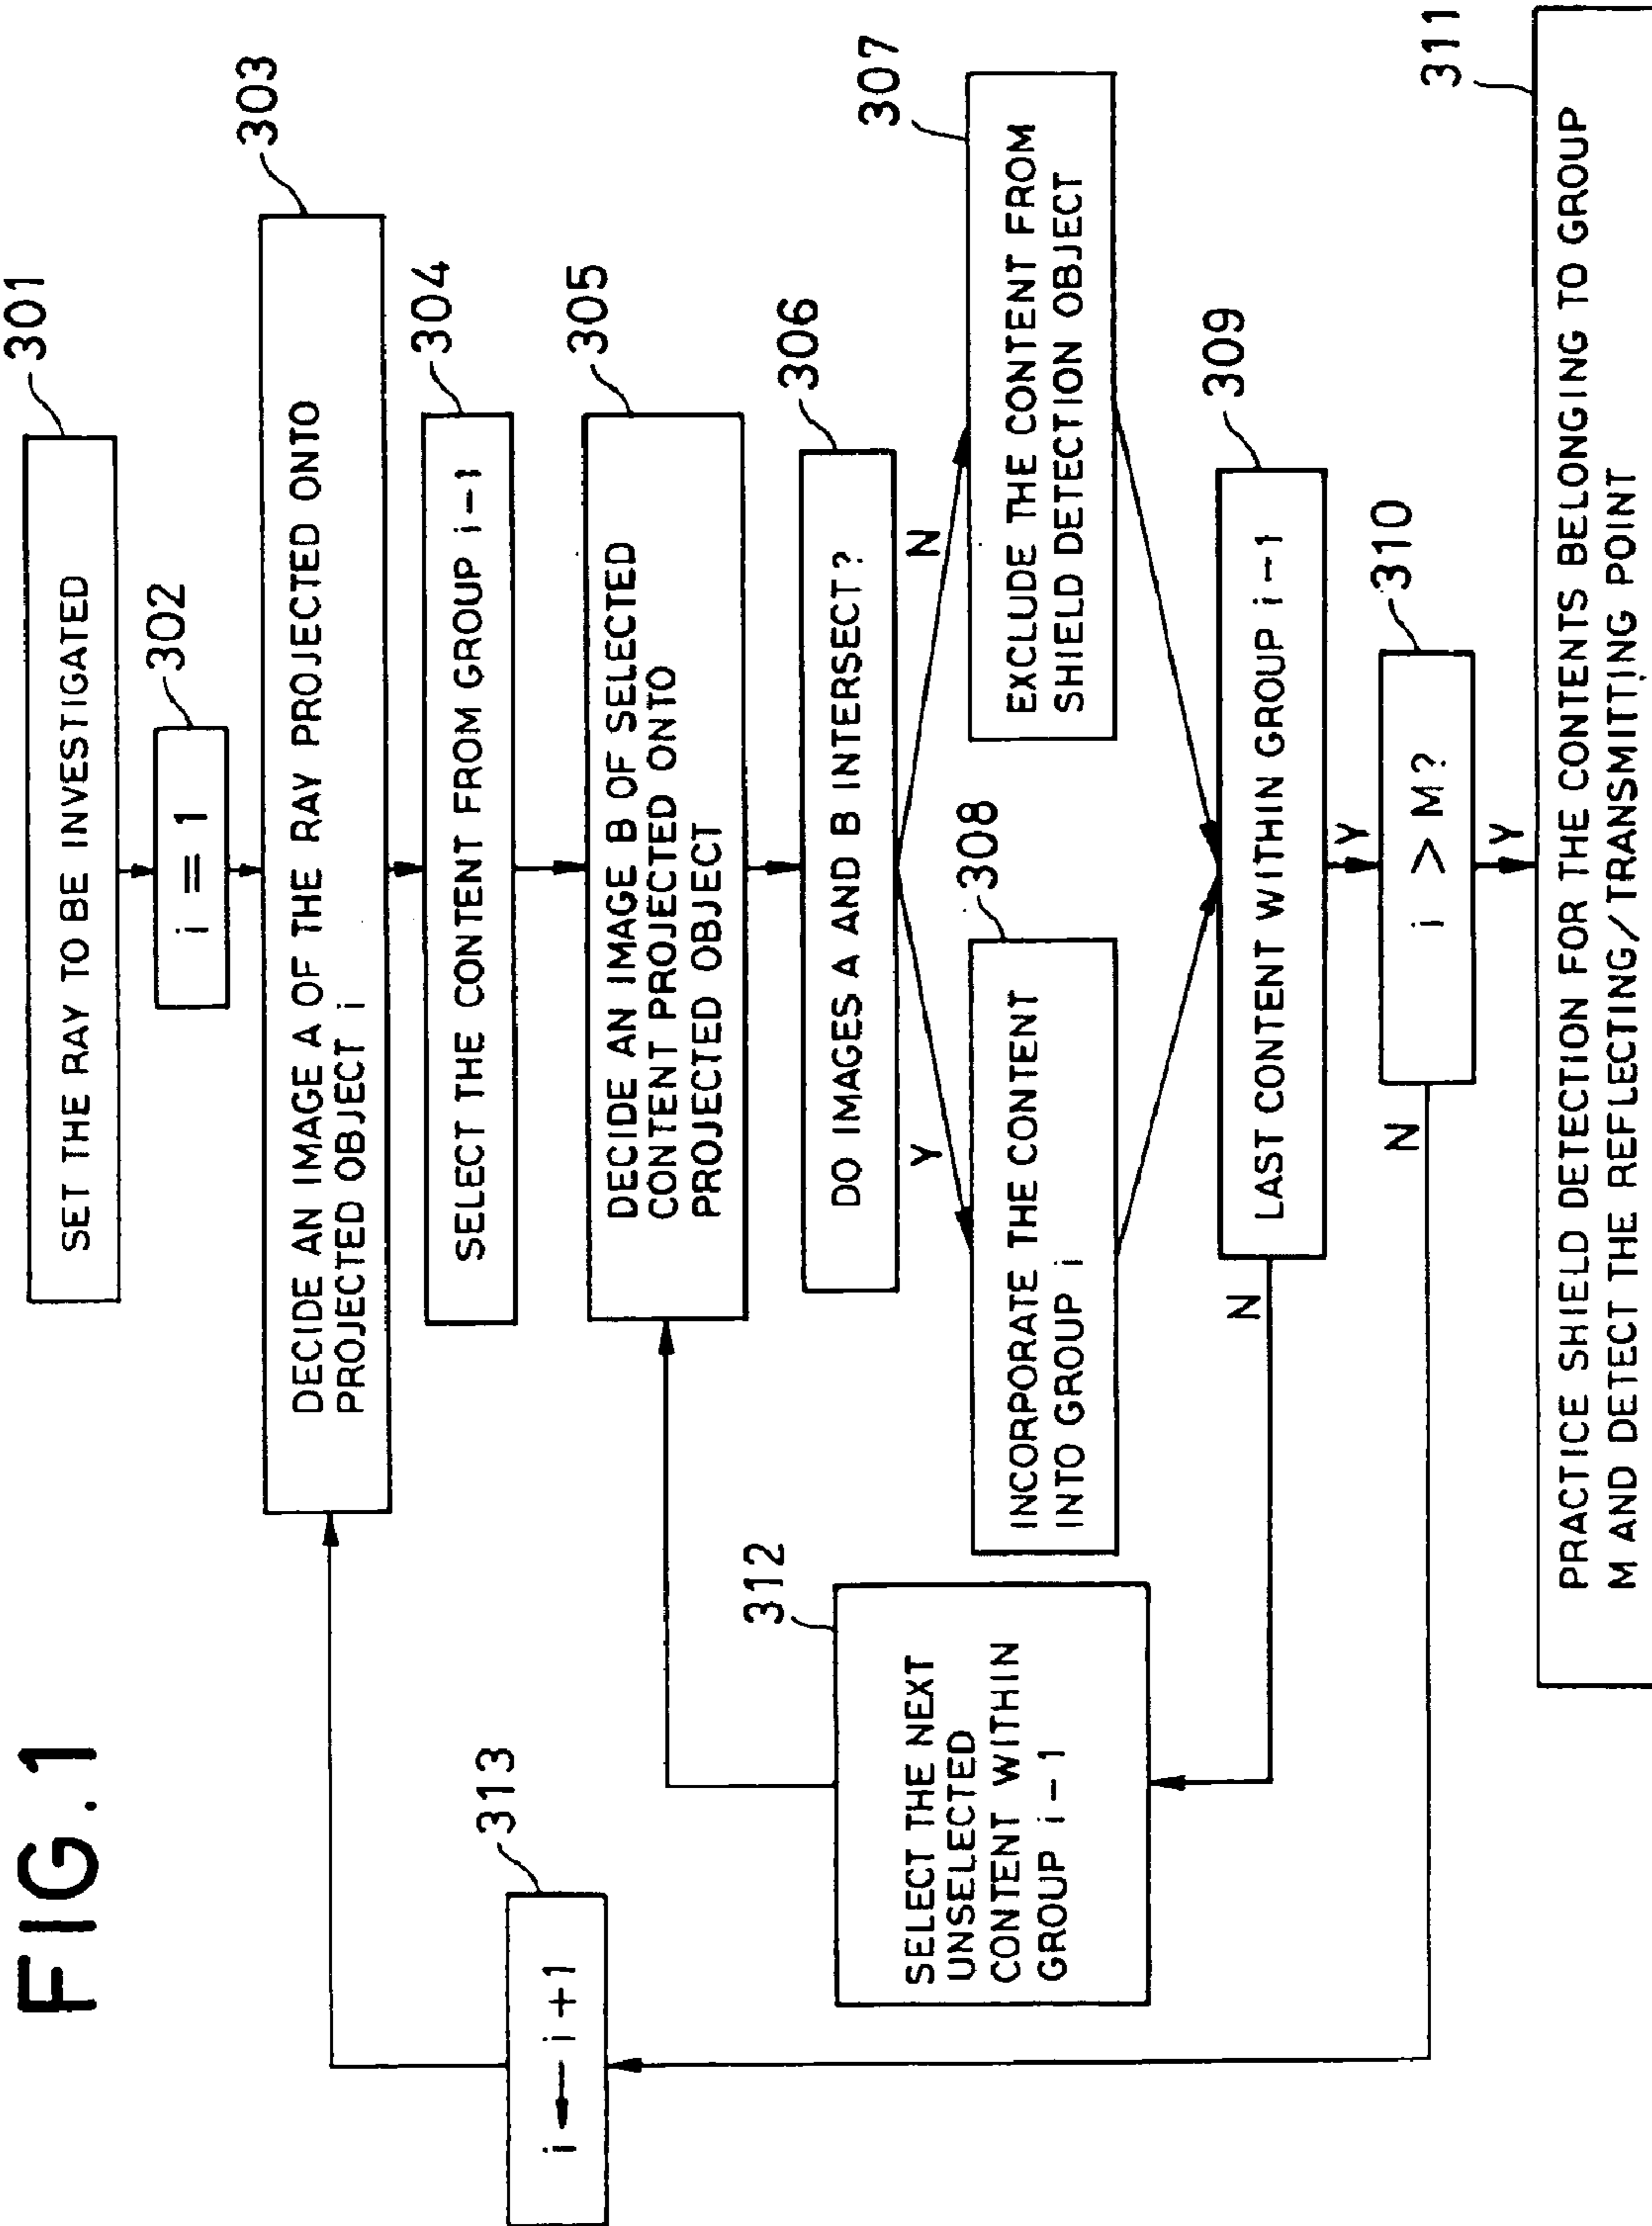 FIG.1
301
SET THE RAY TO BE INVESTIGATED
302
i = 1
303
DECIDE AN IMAGE A OF THE RAY PROJECTED ONTO
PROJECTED OBJECT i
304
SELECT THE CONTENT FROM GROUP i-1
305
DECIDE AN IMAGE B OF SELECTED
CONTENT PROJECTED ONTO
PROJECTED OBJECT
306
DO IMAGES A AND B INTERSECT?
Y
N
308
INCORPORATE THE CONTENT
INTO GROUP i
307
EXCLUDE THE CONTENT FROM
SHIELD DETECTION OBJECT
309
LAST CONTENT WITHIN GROUP i-1
N
Y
310
i > M?
N
Y
311
PRACTICE SHIELD DETECTION FOR THE CONTENTS BELONGING TO GROUP
M AND DETECT THE REFLECTING/TRANSMITTING POINT
312
SELECT THE NEXT
UNSELECTED
CONTENT WITHIN
GROUP i-1
313
i ← i+1